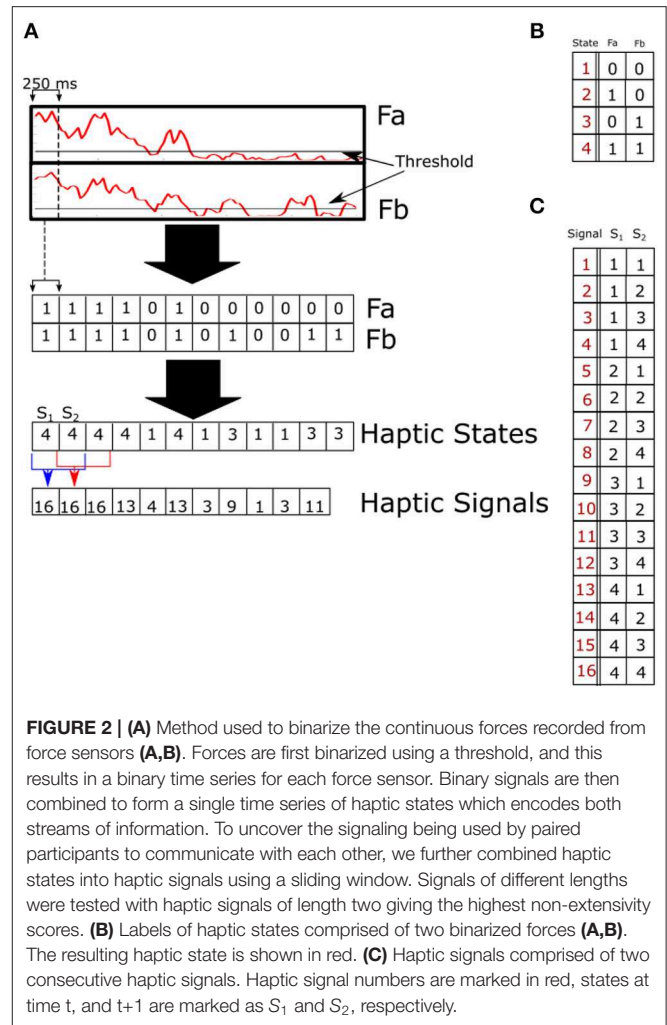 A
250 ms
Fa
Threshold
Fb
1 1 1 1 0 1 0 0 0 0 0 0
Fa
1 1 1 1 0 1 0 1 0 0 1 1
Fb
S1 S2
4 4 4 4 1 4 1 3 1 1 3 3
Haptic States
16 16 16 13 4 13 3 9 1 3 11
Haptic Signals
B
State Fa Fb
1 0 0
2 1 0
3 0 1
4 1 1
C
Signal S1 S2
1 1 1
2 1 2
3 1 3
4 1 4
5 2 1
6 2 2
7 2 3
8 2 4
9 3 1
10 3 2
11 3 3
12 3 4
13 4 1
14 4 2
15 4 3
16 4 4
FIGURE 2 | (A) Method used to binarize the continuous forces recorded from
force sensors (A,B). Forces are first binarized using a threshold, and this
results in a binary time series for each force sensor. Binary signals are then
combined to form a single time series of haptic states which encodes both
streams of information. To uncover the signaling being used by paired
participants to communicate with each other, we further combined haptic
states into haptic signals using a sliding window. Signals of different lengths
were tested with haptic signals of length two giving the highest non-extensivity
scores. (B) Labels of haptic states comprised of two binarized forces (A,B).
The resulting haptic state is shown in red. (C) Haptic signals comprised of two
consecutive haptic signals. Haptic signal numbers are marked in red, states at
time t, and t+1 are marked as S1 and S2, respectively.